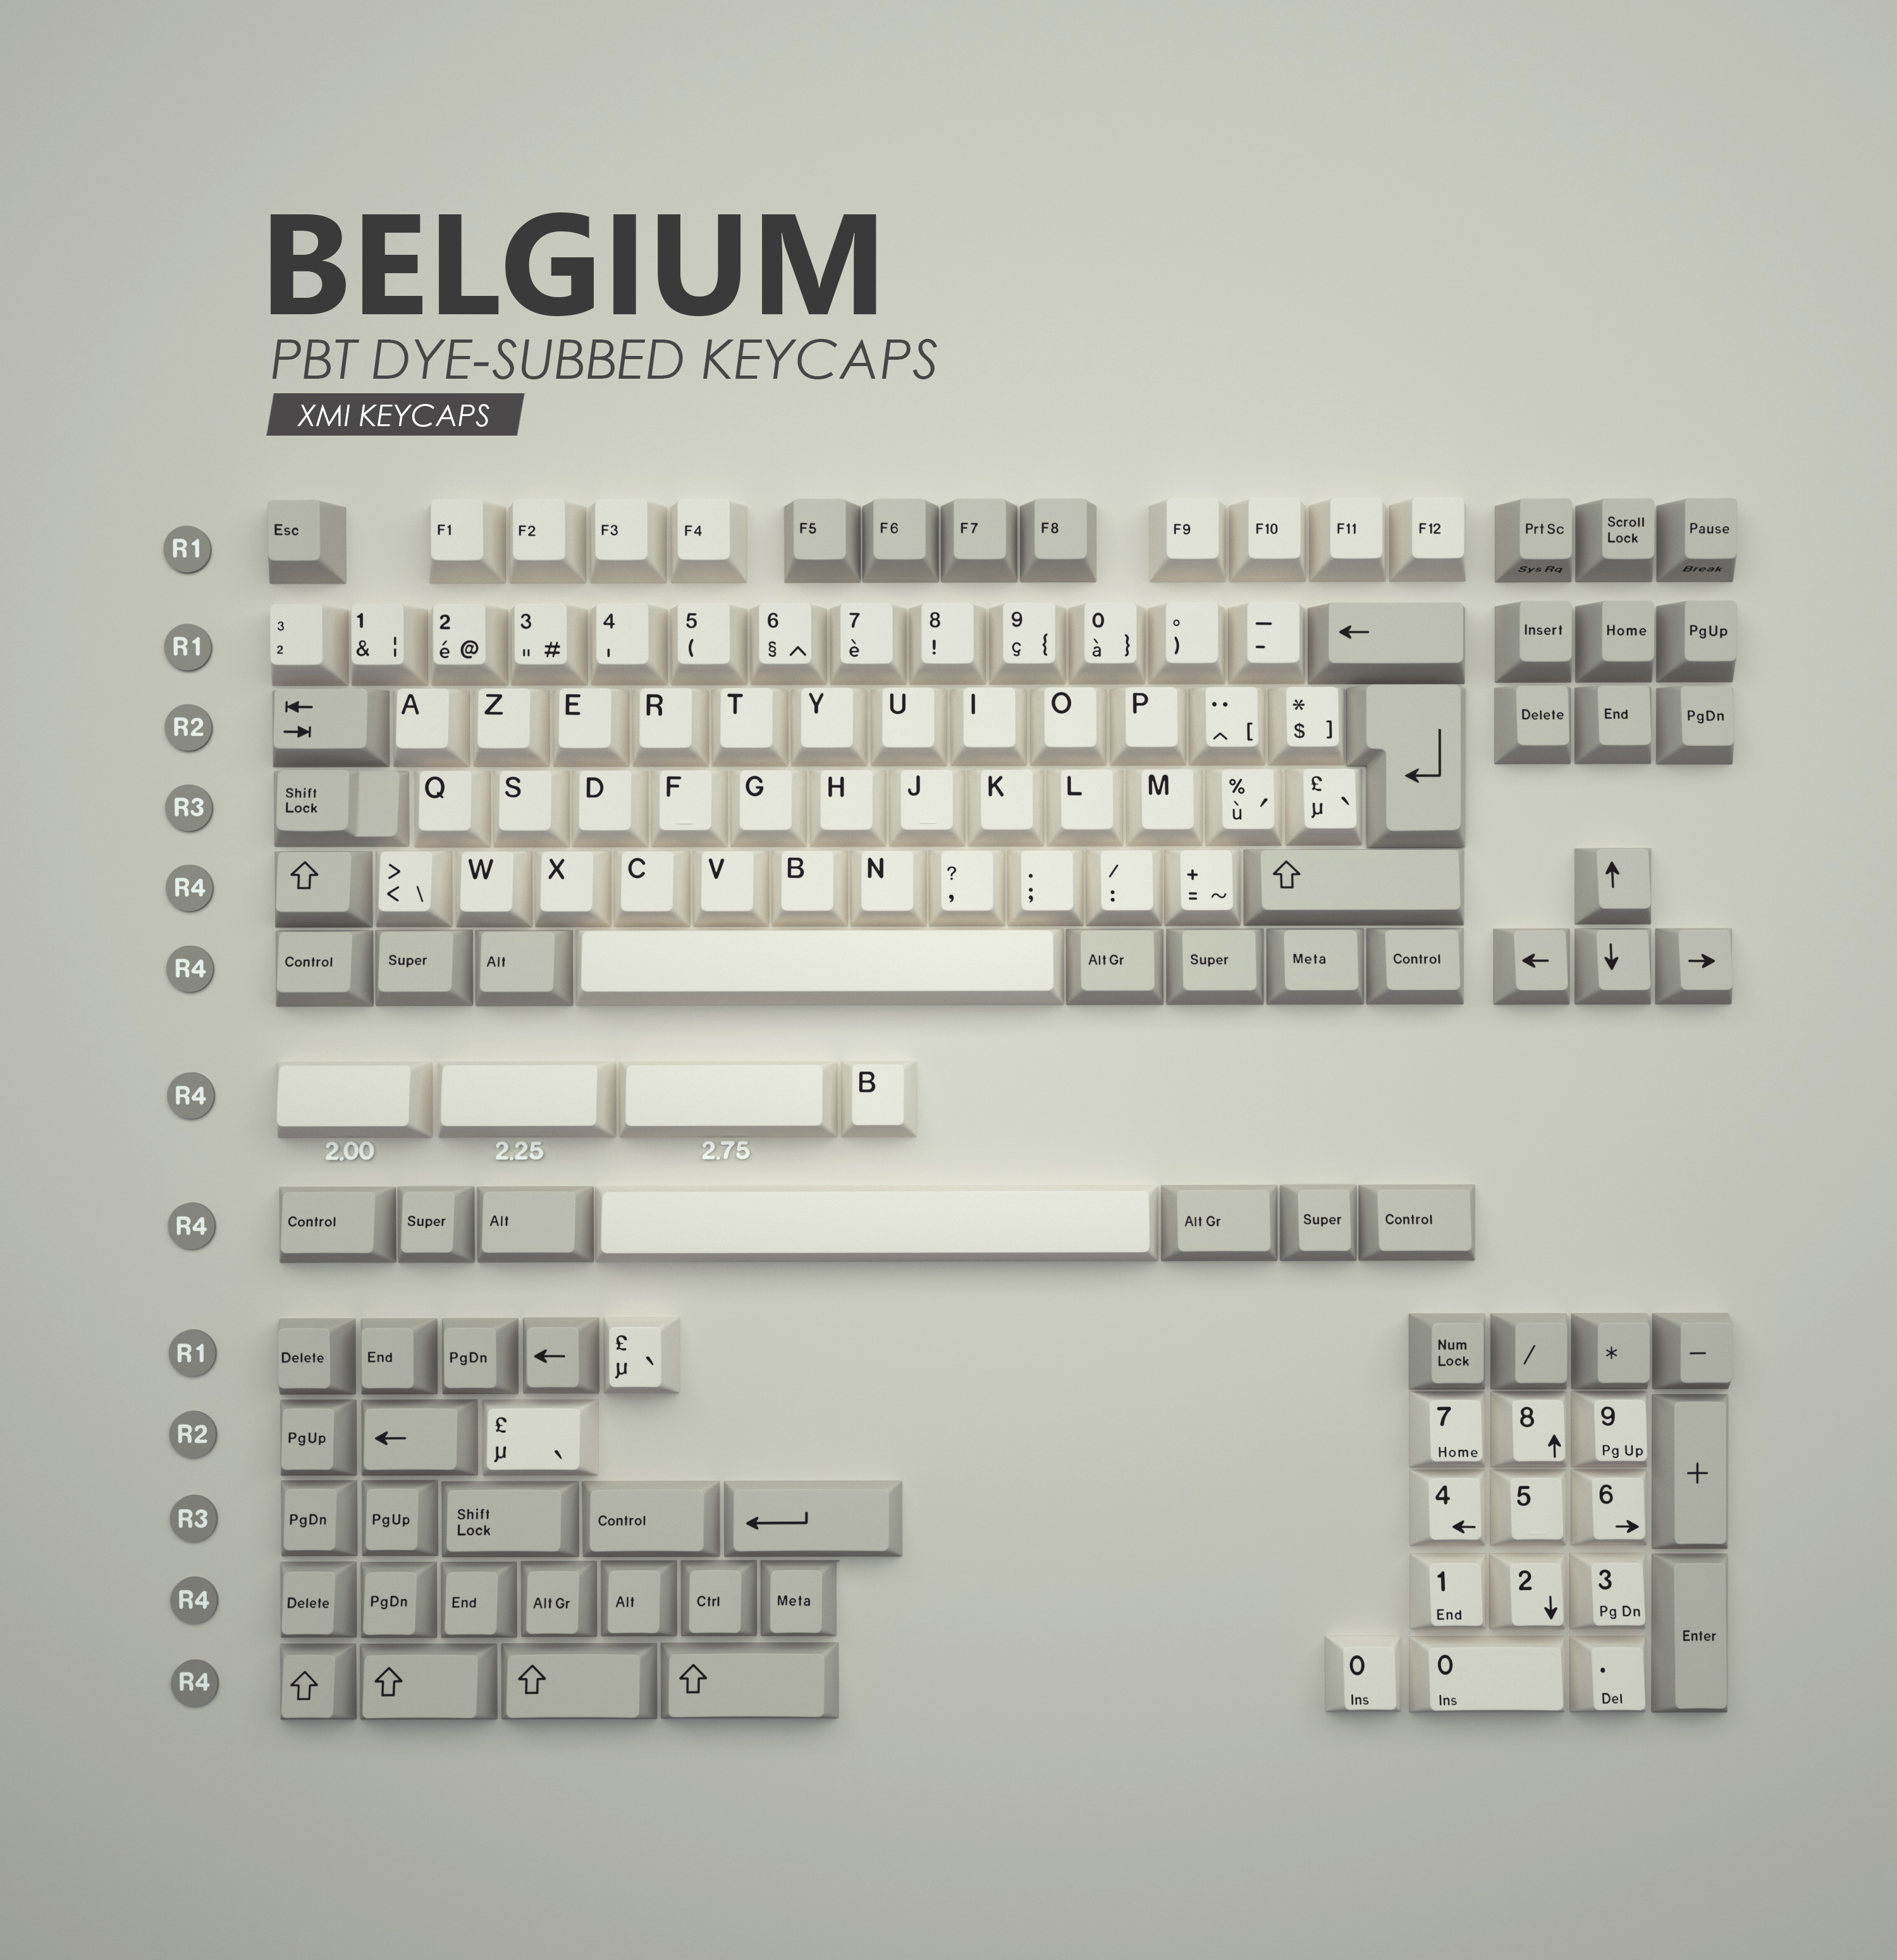 BELGIUM
PBT DYE-SUBBED KEYCAPS
XMI KEYCAPS
R1 Esc F1 F2 F3 F4 F5 F6 F7 F8 F9 F10 F11 F12 PrtSc Scroll Lock Pause
Sys Rq Break
R1 3 1 2 3 4 5 6 7 8 9 0 ° — ← Insert Home PgUp
2 & ¦ é @ " # ' ( § ^ è ! ç { à } ) -
R2 ⇤ A Z E R T Y U I O P ¨ * Delete End PgDn
⇥ ^ [ $ ] ↵
R3 Shift Q S D F G H J K L M % £
Lock _ _ ù ´ µ `
R4 ⇧ > W X C V B N ? . / + ⇧ ↑
< \ , ; : = ~
R4 Control Super Alt Alt Gr Super Meta Control ← ↓ →
R4 B
2.00 2.25 2.75
R4 Control Super Alt Alt Gr Super Control
R1 Delete End PgDn ← £
µ `
R2 PgUp ← £
µ `
R3 PgDn PgUp Shift Lock Control ↵
R4 Delete PgDn End Alt Gr Alt Ctrl Meta
R4 ⇧ ⇧ ⇧ ⇧
Num Lock / * —
7 8 9 +
Home ↑ Pg Up
4 5 6
← →
1 2 3 Enter
End ↓ Pg Dn
0 0 .
Ins Ins Del